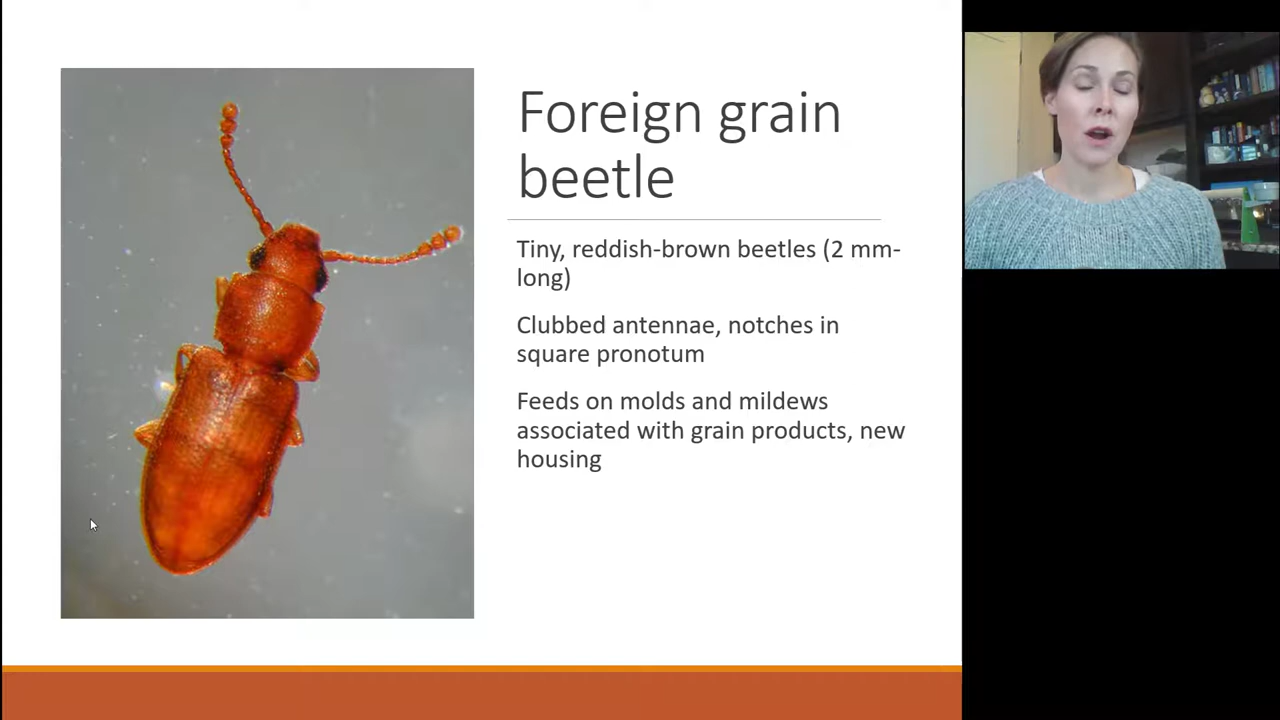 Foreign grain
beetle
Tiny, reddish-brown beetles (2 mm-
long)
Clubbed antennae, notches in
square pronotum
Feeds on molds and mildews
associated with grain products, new
housing